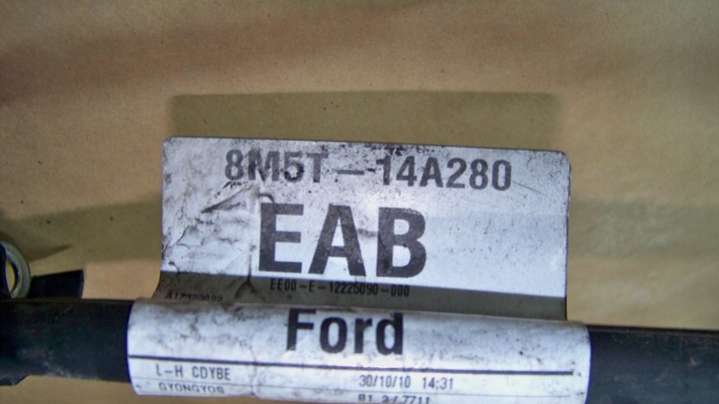 8M5T-14A280
EAB
EE00-E-12225090-000
Ford
L-H CDYBE 30/10/10 14:31
GYONGYOS